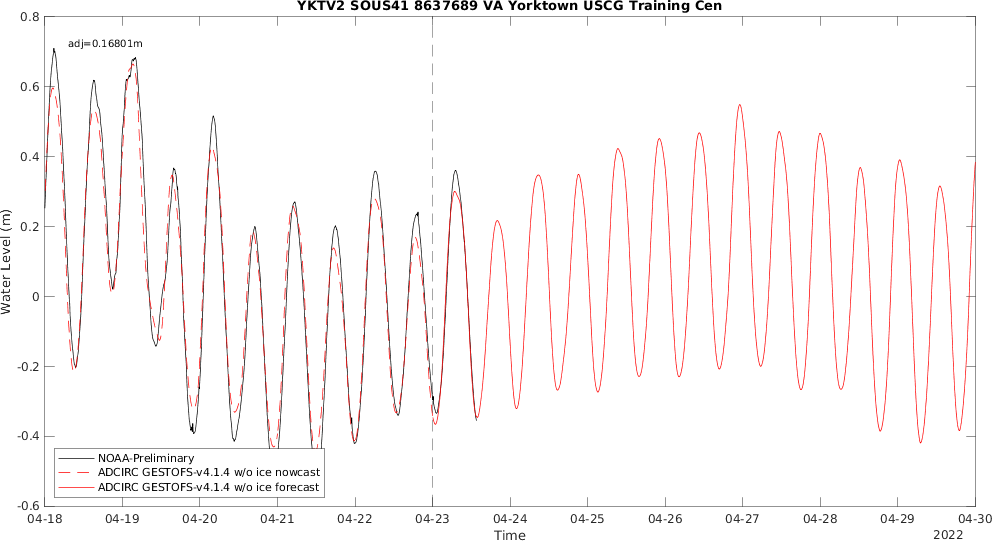 YKTV2 SOUS41 8637689 VA Yorktown USCG Training Cen
adj=0.16801m
0.8
0.6
0.4
0.2
0
-0.2
-0.4
-0.6
Water Level (m)
NOAA-Preliminary
ADCIRC GESTOFS-v4.1.4 w/o ice nowcast
ADCIRC GESTOFS-v4.1.4 w/o ice forecast
04-18 04-19 04-20 04-21 04-22 04-23 04-24 04-25 04-26 04-27 04-28 04-29 04-30
Time
2022